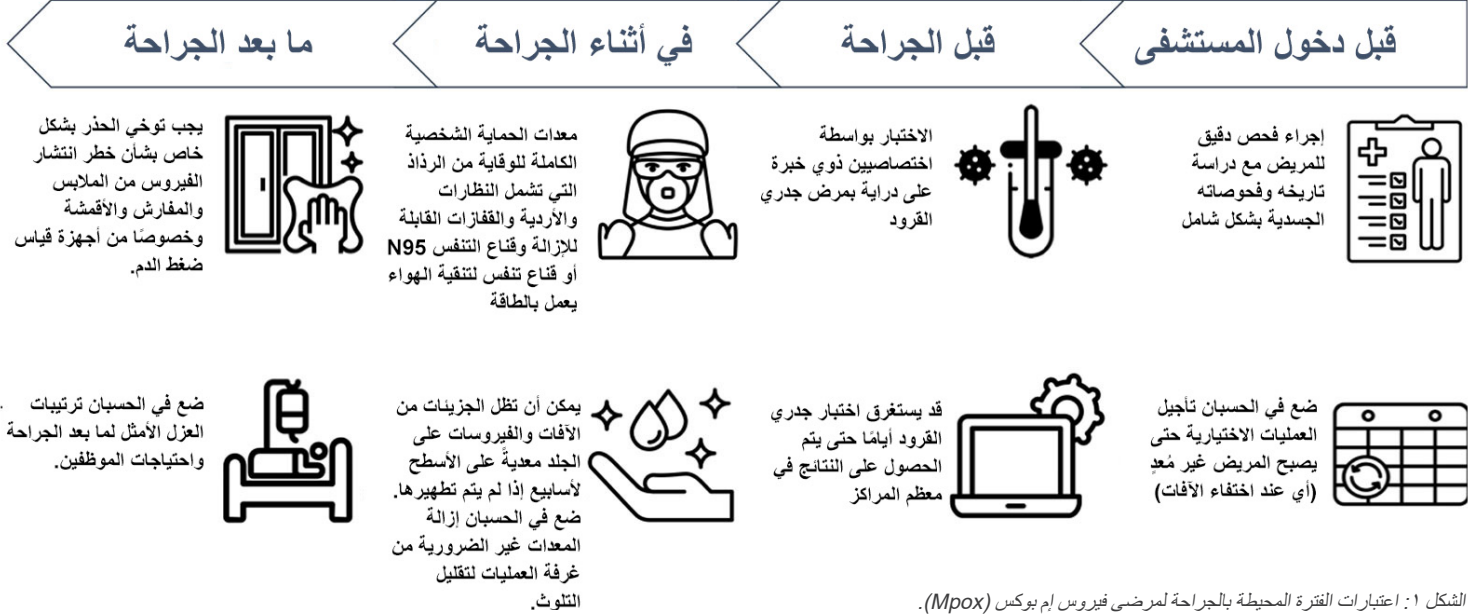 قبل دخول المستشفى
قبل الجراحة
في أثناء الجراحة
ما بعد الجراحة
إجراء فحص دقيق
للمريض مع دراسة
تاريخه وفحوصاته
الجسدية بشكل شامل
ضع في الحسبان تأجيل
العمليات الاختيارية حتى
يصبح المريض غير مُعدٍ
(أي عند اختفاء الآفات)
الاختبار بواسطة
اختصاصيين ذوي خبرة
على دراية بمرض جدري
القرود
قد يستغرق اختبار جدري
القرود أيامًا حتى يتم
الحصول على النتائج في
معظم المراكز
معدات الحماية الشخصية
الكاملة للوقاية من الرذاذ
التي تشمل النظارات
والأردية والقفازات القابلة
للإزالة وقناع التنفس N95
أو قناع تنفس لتنقية الهواء
يعمل بالطاقة
يمكن أن تظل الجزيئات من
الآفات والفيروسات على
الجلد معديةً على الأسطح
لأسابيع إذا لم يتم تطهيرها.
ضع في الحسبان إزالة
المعدات غير الضرورية من
غرفة العمليات لتقليل
التلوث.
يجب توخي الحذر بشكل
خاص بشأن خطر انتشار
الفيروس من الملابس
والمفارش والأقمشة
وخصوصًا من أجهزة قياس
ضغط الدم.
ضع في الحسبان ترتيبات
العزل الأمثل لما بعد الجراحة
واحتياجات الموظفين.
الشكل ١: اعتبارات الفترة المحيطة بالجراحة لمرضى فيروس إم بوكس (Mpox).